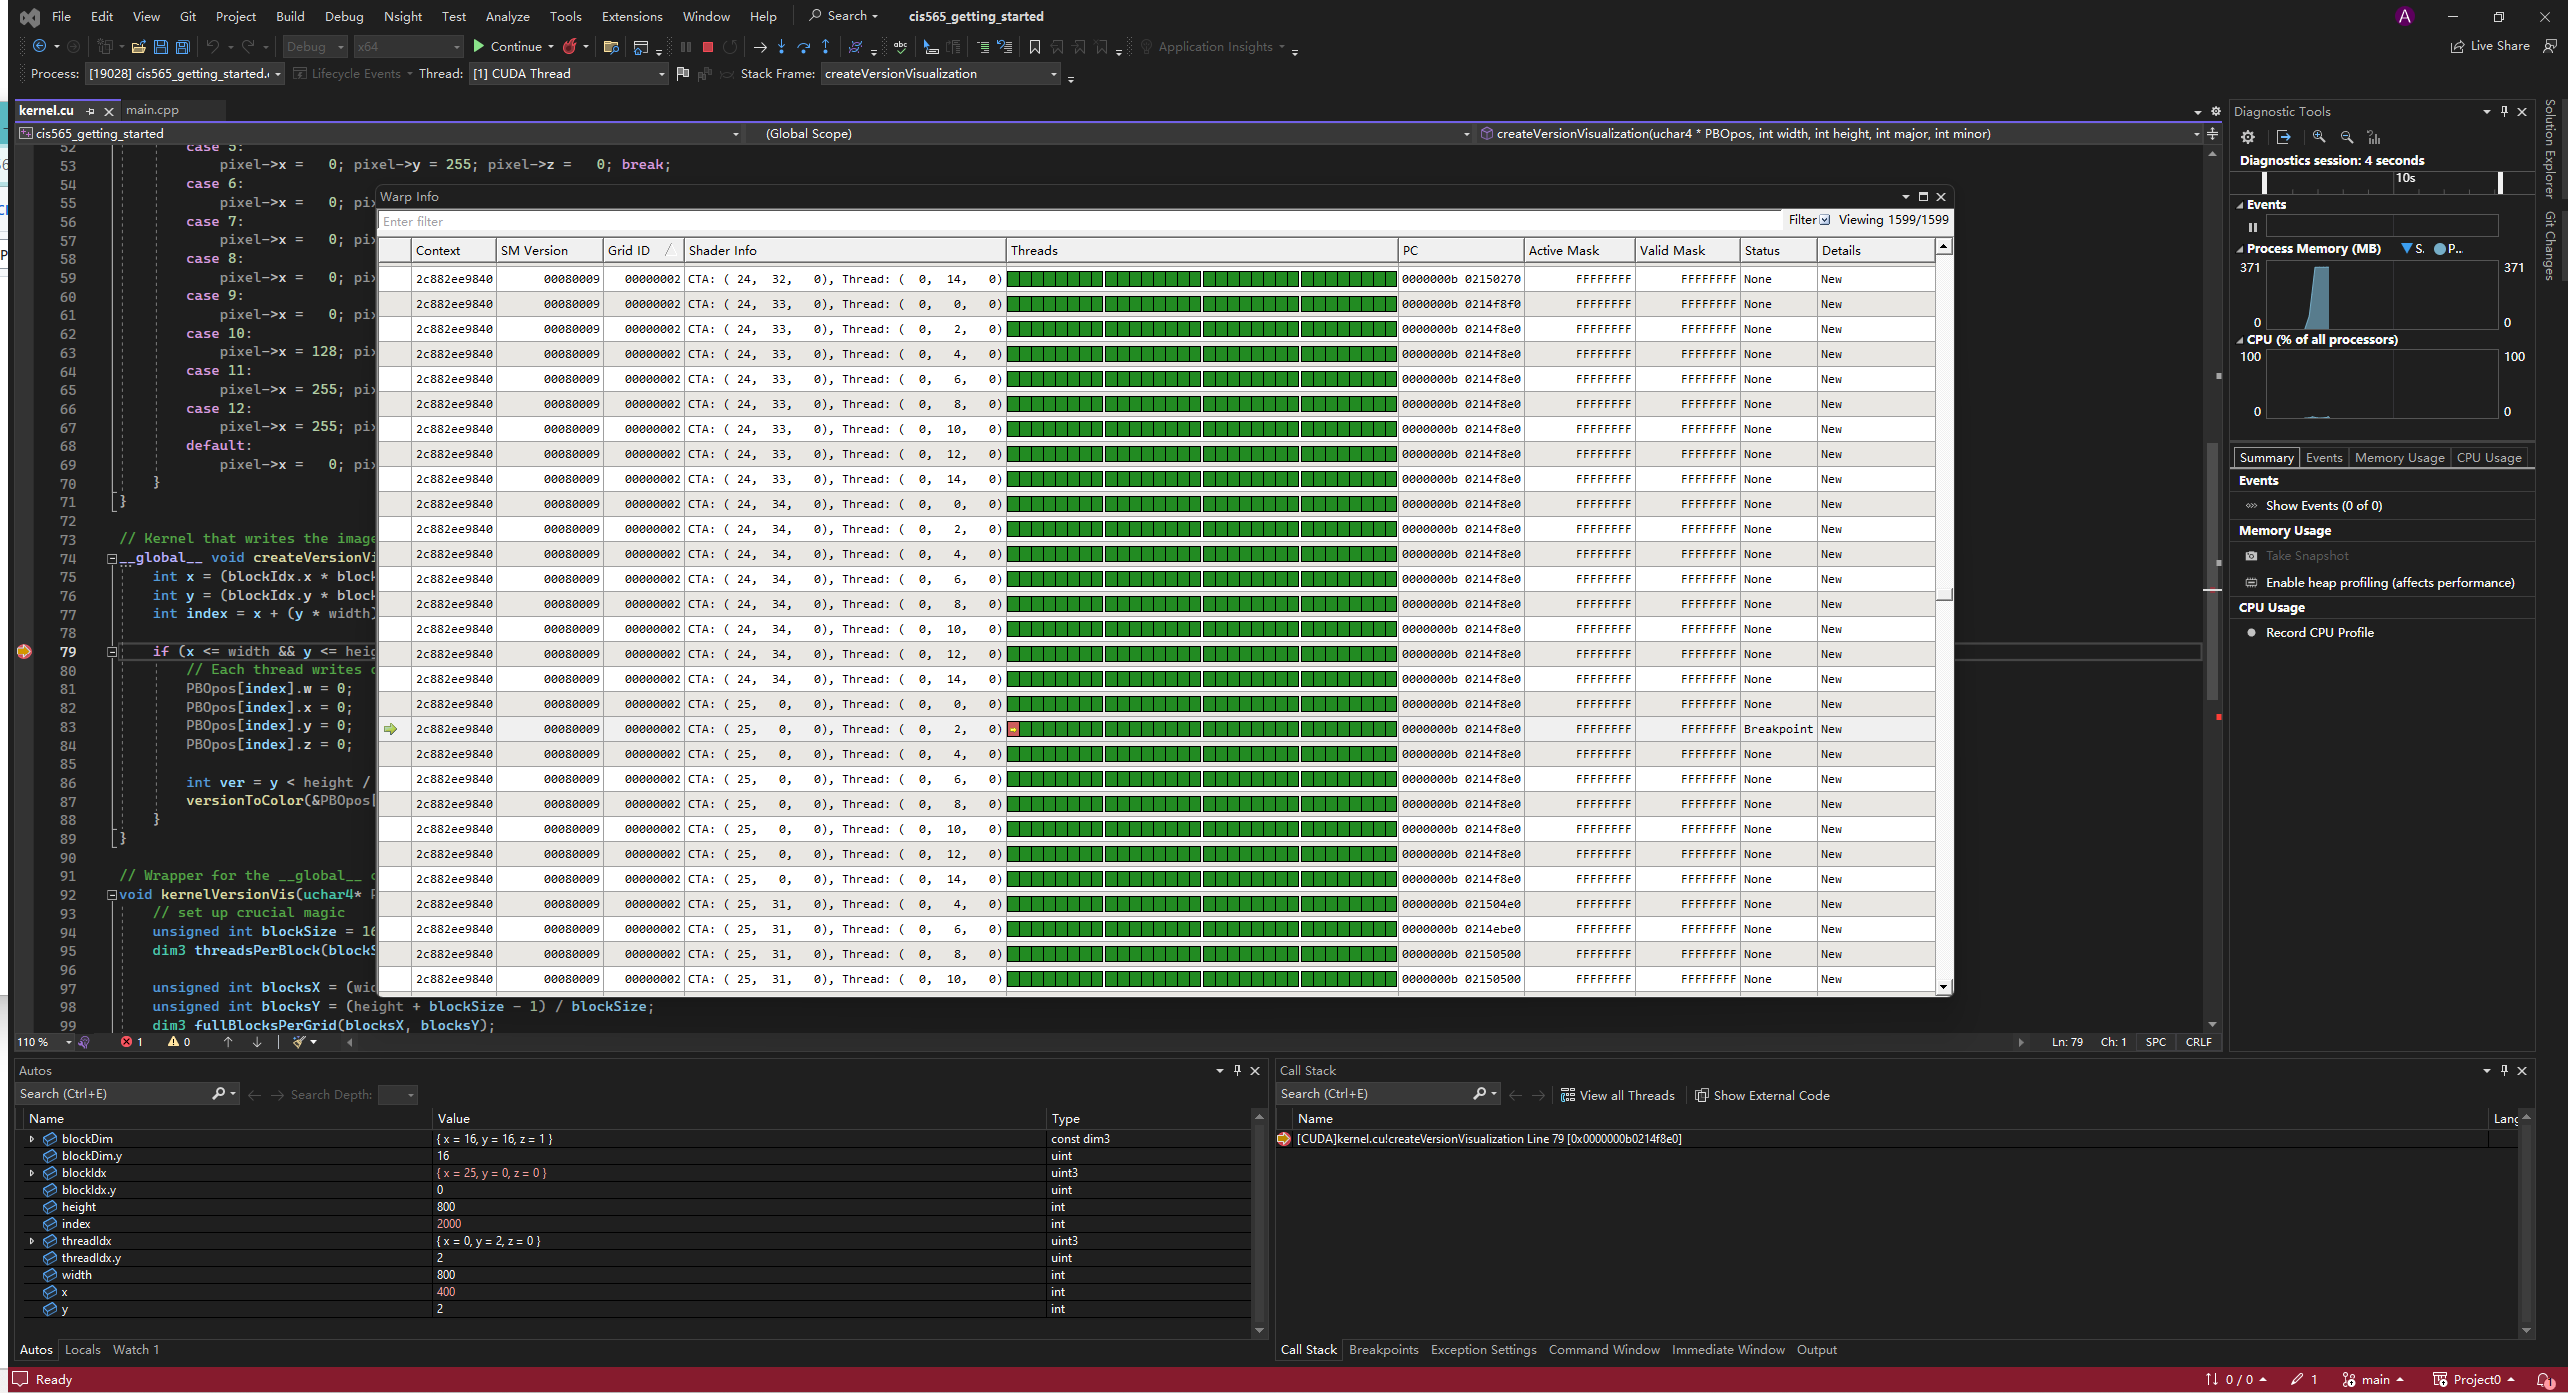 File Edit View Git Project Build Debug Nsight Test Analyze Tools Extensions Window Help Search cis565_getting_started A
Debug x64 Continue Application Insights Live Share
Process: [19028] cis565_getting_started. Lifecycle Events Thread: [1] CUDA Thread Stack Frame: createVersionVisualization
kernel.cu main.cpp
cis565_getting_started (Global Scope) createVersionVisualization(uchar4 * PBOpos, int width, int height, int major, int minor)
52 case 5:
53 pixel->x = 0; pixel->y = 255; pixel->z = 0; break;
54 case 6:
55 pixel->x = 0; pi
56 case 7:
57 pixel->x = 0; pi
58 case 8:
59 pixel->x = 0; pi
60 case 9:
61 pixel->x = 0; pi
62 case 10:
63 pixel->x = 128; pi
64 case 11:
65 pixel->x = 255; pi
66 case 12:
67 pixel->x = 255; pi
68 default:
69 pixel->x = 0; pi
70 }
71 }
72
73 // Kernel that writes the image
74 __global__ void createVersionVi
75 int x = (blockIdx.x * block
76 int y = (blockIdx.y * block
77 int index = x + (y * width)
78
79 if (x <= width && y <= heig
80 // Each thread writes
81 PBOpos[index].w = 0;
82 PBOpos[index].x = 0;
83 PBOpos[index].y = 0;
84 PBOpos[index].z = 0;
85
86 int ver = y < height /
87 versionToColor(&PBOpos[
88 }
89 }
90
91 // Wrapper for the __global__
92 void kernelVersionVis(uchar4*
93 // set up crucial magic
94 unsigned int blockSize = 16
95 dim3 threadsPerBlock(blockS
96
97 unsigned int blocksX = (wid
98 unsigned int blocksY = (height + blockSize - 1) / blockSize;
99 dim3 fullBlocksPerGrid(blocksX, blocksY);
110 % 1 0 Ln: 79 Ch: 1 SPC CRLF
Warp Info
Enter filter Filter Viewing 1599/1599
Context SM Version Grid ID Shader Info Threads PC Active Mask Valid Mask Status Details
2c882ee9840 00080009 00000002 CTA: ( 24, 32, 0), Thread: ( 0, 14, 0) 0000000b 02150270 FFFFFFFF FFFFFFFF None New
2c882ee9840 00080009 00000002 CTA: ( 24, 33, 0), Thread: ( 0, 0, 0) 0000000b 0214f8f0 FFFFFFFF FFFFFFFF None New
2c882ee9840 00080009 00000002 CTA: ( 24, 33, 0), Thread: ( 0, 2, 0) 0000000b 0214f8e0 FFFFFFFF FFFFFFFF None New
2c882ee9840 00080009 00000002 CTA: ( 24, 33, 0), Thread: ( 0, 4, 0) 0000000b 0214f8e0 FFFFFFFF FFFFFFFF None New
2c882ee9840 00080009 00000002 CTA: ( 24, 33, 0), Thread: ( 0, 6, 0) 0000000b 0214f8e0 FFFFFFFF FFFFFFFF None New
2c882ee9840 00080009 00000002 CTA: ( 24, 33, 0), Thread: ( 0, 8, 0) 0000000b 0214f8e0 FFFFFFFF FFFFFFFF None New
2c882ee9840 00080009 00000002 CTA: ( 24, 33, 0), Thread: ( 0, 10, 0) 0000000b 0214f8e0 FFFFFFFF FFFFFFFF None New
2c882ee9840 00080009 00000002 CTA: ( 24, 33, 0), Thread: ( 0, 12, 0) 0000000b 0214f8e0 FFFFFFFF FFFFFFFF None New
2c882ee9840 00080009 00000002 CTA: ( 24, 33, 0), Thread: ( 0, 14, 0) 0000000b 0214f8e0 FFFFFFFF FFFFFFFF None New
2c882ee9840 00080009 00000002 CTA: ( 24, 34, 0), Thread: ( 0, 0, 0) 0000000b 0214f8e0 FFFFFFFF FFFFFFFF None New
2c882ee9840 00080009 00000002 CTA: ( 24, 34, 0), Thread: ( 0, 2, 0) 0000000b 0214f8e0 FFFFFFFF FFFFFFFF None New
2c882ee9840 00080009 00000002 CTA: ( 24, 34, 0), Thread: ( 0, 4, 0) 0000000b 0214f8e0 FFFFFFFF FFFFFFFF None New
2c882ee9840 00080009 00000002 CTA: ( 24, 34, 0), Thread: ( 0, 6, 0) 0000000b 0214f8e0 FFFFFFFF FFFFFFFF None New
2c882ee9840 00080009 00000002 CTA: ( 24, 34, 0), Thread: ( 0, 8, 0) 0000000b 0214f8e0 FFFFFFFF FFFFFFFF None New
2c882ee9840 00080009 00000002 CTA: ( 24, 34, 0), Thread: ( 0, 10, 0) 0000000b 0214f8e0 FFFFFFFF FFFFFFFF None New
2c882ee9840 00080009 00000002 CTA: ( 24, 34, 0), Thread: ( 0, 12, 0) 0000000b 0214f8e0 FFFFFFFF FFFFFFFF None New
2c882ee9840 00080009 00000002 CTA: ( 24, 34, 0), Thread: ( 0, 14, 0) 0000000b 0214f8e0 FFFFFFFF FFFFFFFF None New
2c882ee9840 00080009 00000002 CTA: ( 25, 0, 0), Thread: ( 0, 0, 0) 0000000b 0214f8e0 FFFFFFFF FFFFFFFF None New
2c882ee9840 00080009 00000002 CTA: ( 25, 0, 0), Thread: ( 0, 2, 0) 0000000b 0214f8e0 FFFFFFFF FFFFFFFF Breakpoint New
2c882ee9840 00080009 00000002 CTA: ( 25, 0, 0), Thread: ( 0, 4, 0) 0000000b 0214f8e0 FFFFFFFF FFFFFFFF None New
2c882ee9840 00080009 00000002 CTA: ( 25, 0, 0), Thread: ( 0, 6, 0) 0000000b 0214f8e0 FFFFFFFF FFFFFFFF None New
2c882ee9840 00080009 00000002 CTA: ( 25, 0, 0), Thread: ( 0, 8, 0) 0000000b 0214f8e0 FFFFFFFF FFFFFFFF None New
2c882ee9840 00080009 00000002 CTA: ( 25, 0, 0), Thread: ( 0, 10, 0) 0000000b 0214f8e0 FFFFFFFF FFFFFFFF None New
2c882ee9840 00080009 00000002 CTA: ( 25, 0, 0), Thread: ( 0, 12, 0) 0000000b 0214f8e0 FFFFFFFF FFFFFFFF None New
2c882ee9840 00080009 00000002 CTA: ( 25, 0, 0), Thread: ( 0, 14, 0) 0000000b 0214f8e0 FFFFFFFF FFFFFFFF None New
2c882ee9840 00080009 00000002 CTA: ( 25, 31, 0), Thread: ( 0, 4, 0) 0000000b 021504e0 FFFFFFFF FFFFFFFF None New
2c882ee9840 00080009 00000002 CTA: ( 25, 31, 0), Thread: ( 0, 6, 0) 0000000b 0214ebe0 FFFFFFFF FFFFFFFF None New
2c882ee9840 00080009 00000002 CTA: ( 25, 31, 0), Thread: ( 0, 8, 0) 0000000b 02150500 FFFFFFFF FFFFFFFF None New
2c882ee9840 00080009 00000002 CTA: ( 25, 31, 0), Thread: ( 0, 10, 0) 0000000b 02150500 FFFFFFFF FFFFFFFF None New
Diagnostic Tools
Diagnostics session: 4 seconds
10s
Events
Process Memory (MB) S. P...
371 371
0 0
CPU (% of all processors)
100 100
0 0
Summary Events Memory Usage CPU Usage
Events
Show Events (0 of 0)
Memory Usage
Take Snapshot
Enable heap profiling (affects performance)
CPU Usage
Record CPU Profile
Solution Explorer
Git Changes
Autos
Search (Ctrl+E) Search Depth:
Name Value Type
blockDim { x = 16, y = 16, z = 1 } const dim3
blockDim.y 16 uint
blockIdx { x = 25, y = 0, z = 0 } uint3
blockIdx.y 0 uint
height 800 int
index 2000 int
threadIdx { x = 0, y = 2, z = 0 } uint3
threadIdx.y 2 uint
width 800 int
x 400 int
y 2 int
Autos Locals Watch 1
Call Stack
Search (Ctrl+E) View all Threads Show External Code
Name Lang
[CUDA]kernel.cu!createVersionVisualization Line 79 [0x0000000b0214f8e0]
Call Stack Breakpoints Exception Settings Command Window Immediate Window Output
Ready 0 / 0 1 main Project0 1